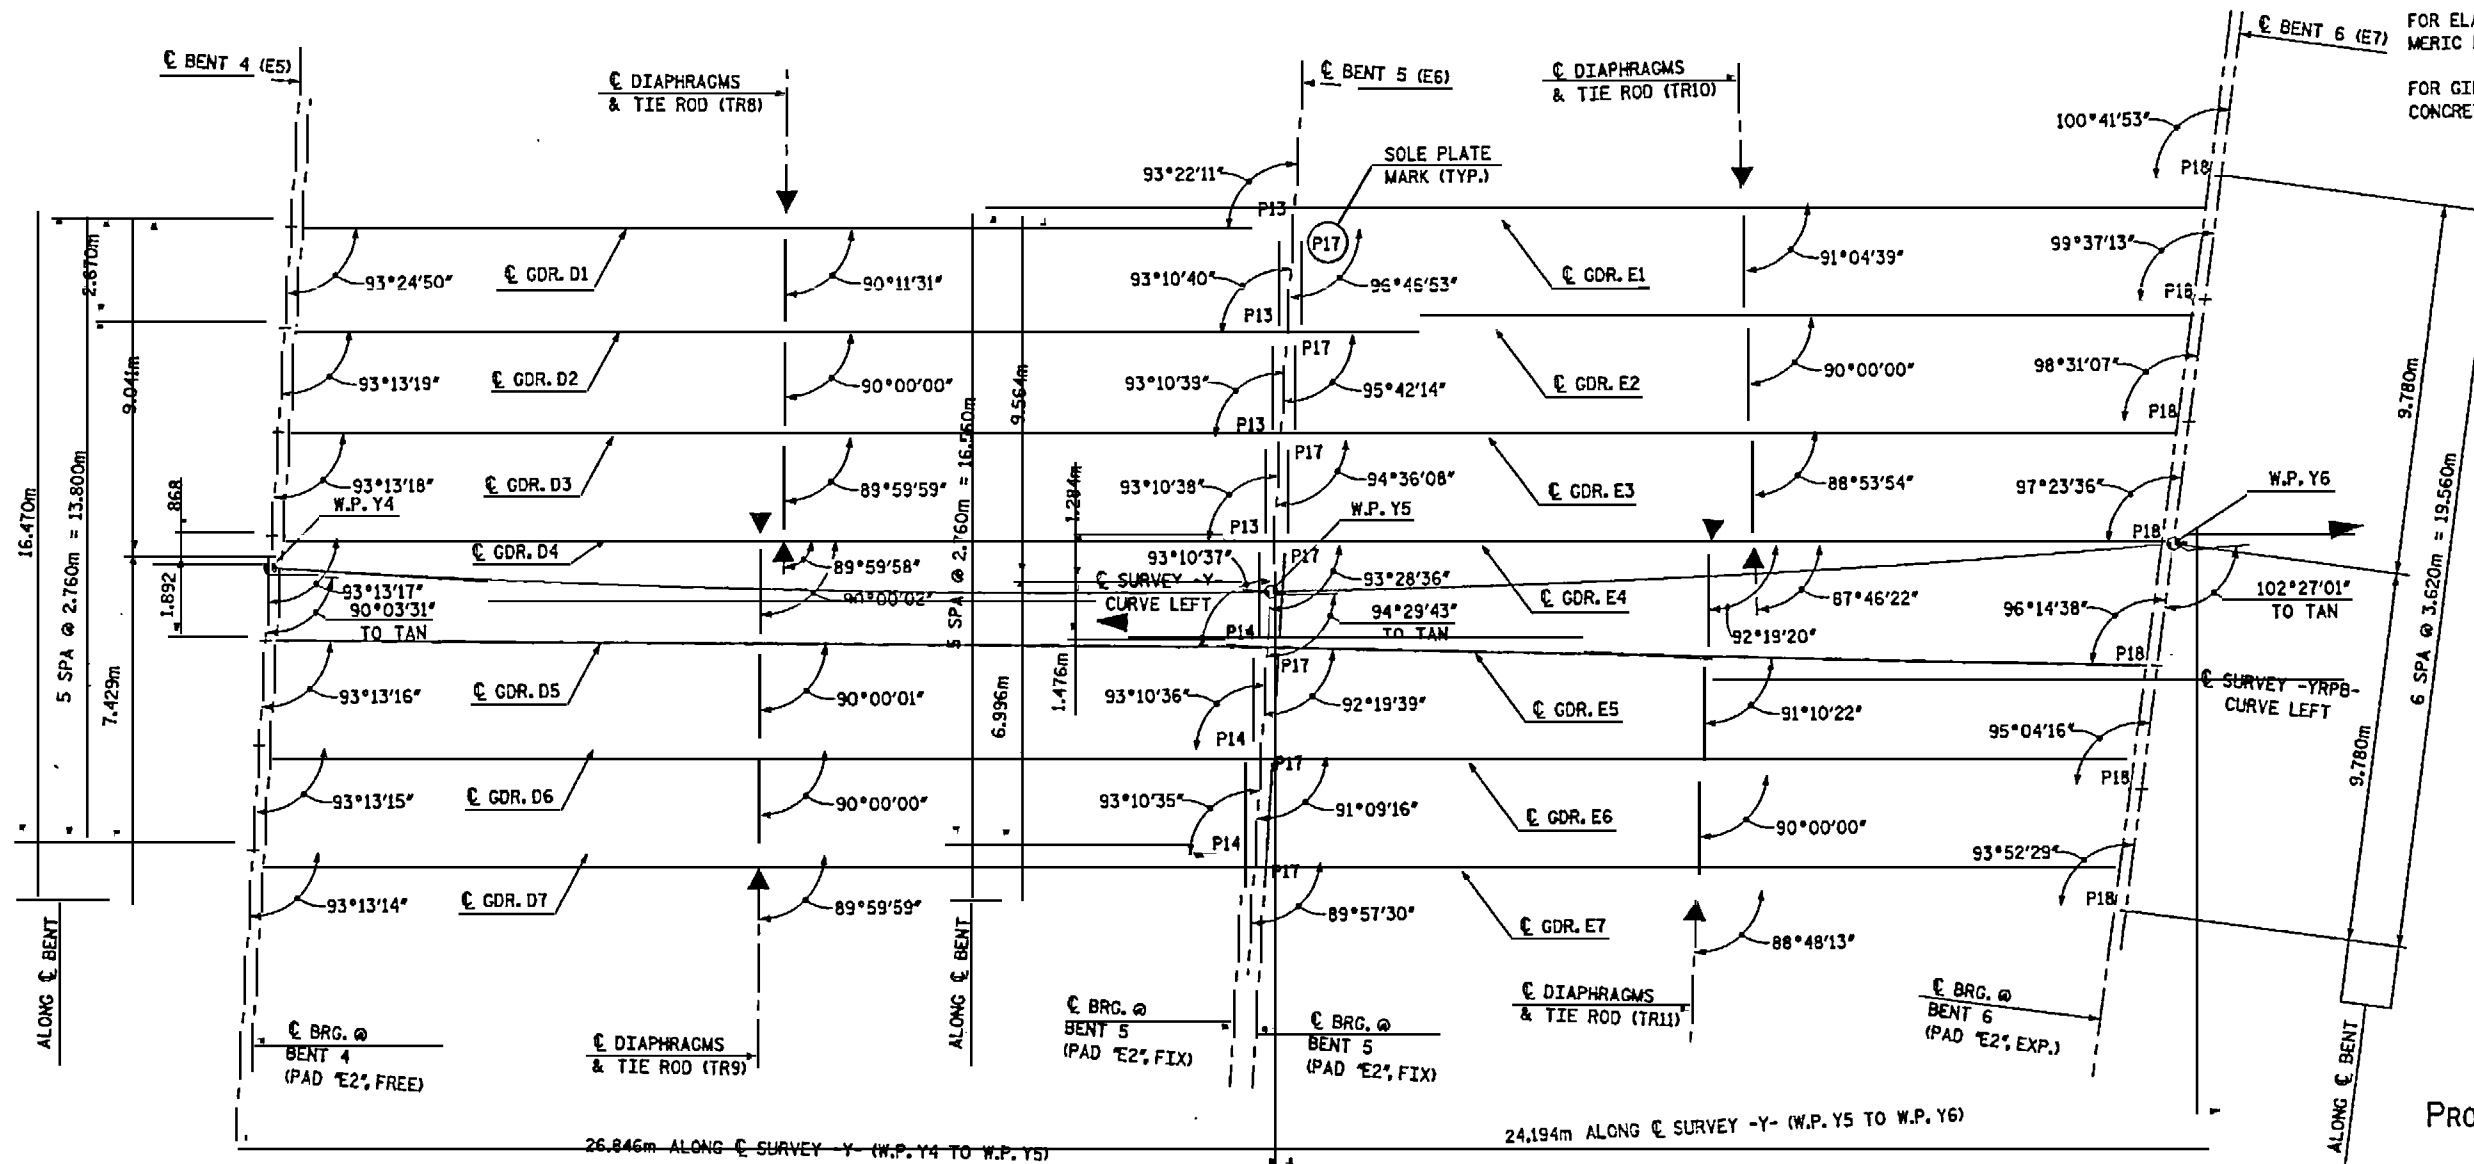 ℄ BENT 4 (E5)
℄ DIAPHRAGMS
& TIE ROD (TR8)
℄ BENT 5 (E6)
℄ DIAPHRAGMS
& TIE ROD (TR10)
℄ BENT 6 (E7)
FOR
MERIC
FOR
100°41'53"
SOLE PLATE
MARK (TYP.)
93°22'11"
P18
P13
P17
2.670m
93°24'50"
℄ GDR. D1
90°11'31"
93°10'40"
96°46'53"
℄ GDR. E1
91°04'39"
99°37'13"
P18
P13
P17
9.041m
93°13'19"
℄ GDR. D2
90°00'00"
9.564m
93°10'39"
95°42'14"
℄ GDR. E2
90°00'00"
98°31'07"
9.780m
P18
P13
P17
16.470m
5 SPA @ 2.760m = 13.800m
868
93°13'18"
℄ GDR. D3
89°59'59"
5 SPA @ 2.760m = 16.560m
1.284m
93°10'38"
94°36'08"
℄ GDR. E3
88°53'54"
97°23'36"
W.P. Y6
W.P. Y4
W.P. Y5
P13
P18
6 SPA @ 3.620m = 19.560m
℄ GDR. D4
89°59'58"
93°10'37"
P17
1.892
93°13'17"
90°03'31"
TO TAN
90°00'02"
℄ SURVEY -Y-
CURVE LEFT
93°28'36"
94°29'43"
TO TAN
℄ GDR. E4
87°46'22"
92°19'20"
96°14'38"
102°27'01"
TO TAN
P14
P17
P18
7.429m
93°13'16"
℄ GDR. D5
90°00'01"
6.996m
1.476m
93°10'36"
92°19'39"
℄ GDR. E5
91°10'22"
℄ SURVEY -YRPB-
CURVE LEFT
P14
P17
95°04'16"
9.780m
P18
93°13'15"
℄ GDR. D6
90°00'00"
93°10'35"
91°09'16"
℄ GDR. E6
90°00'00"
P14
93°52'29"
P17
P18
93°13'14"
℄ GDR. D7
89°59'59"
89°57'30"
℄ GDR. E7
88°48'13"
ALONG ℄ BENT
ALONG ℄ BENT
℄ BRG. @
BENT 4
(PAD "E2", FREE)
℄ DIAPHRAGMS
& TIE ROD (TR9)
℄ BRG. @
BENT 5
(PAD "E2", FIX)
℄ BRG. @
BENT 5
(PAD "E2", FIX)
℄ DIAPHRAGMS
& TIE ROD (TR11)
℄ BRG. @
BENT 6
(PAD "E2", EXP.)
ALONG ℄ BENT
26.846m ALONG ℄ SURVEY -Y- (W.P. Y4 TO W.P. Y5)
24.194m ALONG ℄ SURVEY -Y- (W.P. Y5 TO W.P. Y6)